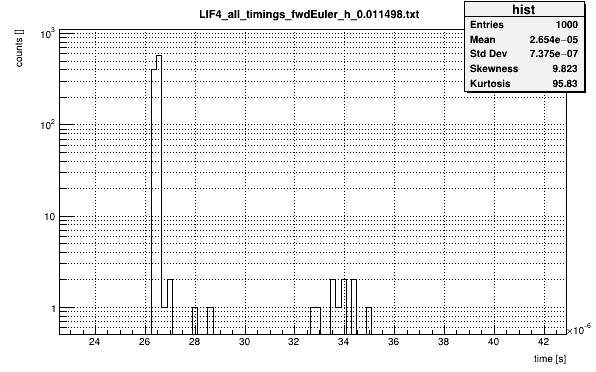 LIF4_all_timings_fwdEuler_h_0.011498.txt
hist
Entries 1000
Mean 2.654e−05
Std Dev 7.375e−07
Skewness 9.823
Kurtosis 95.83
counts []
10³
10²
10
1
24 26 28 30 32 34 36 38 40 42
×10⁻⁶
time [s]